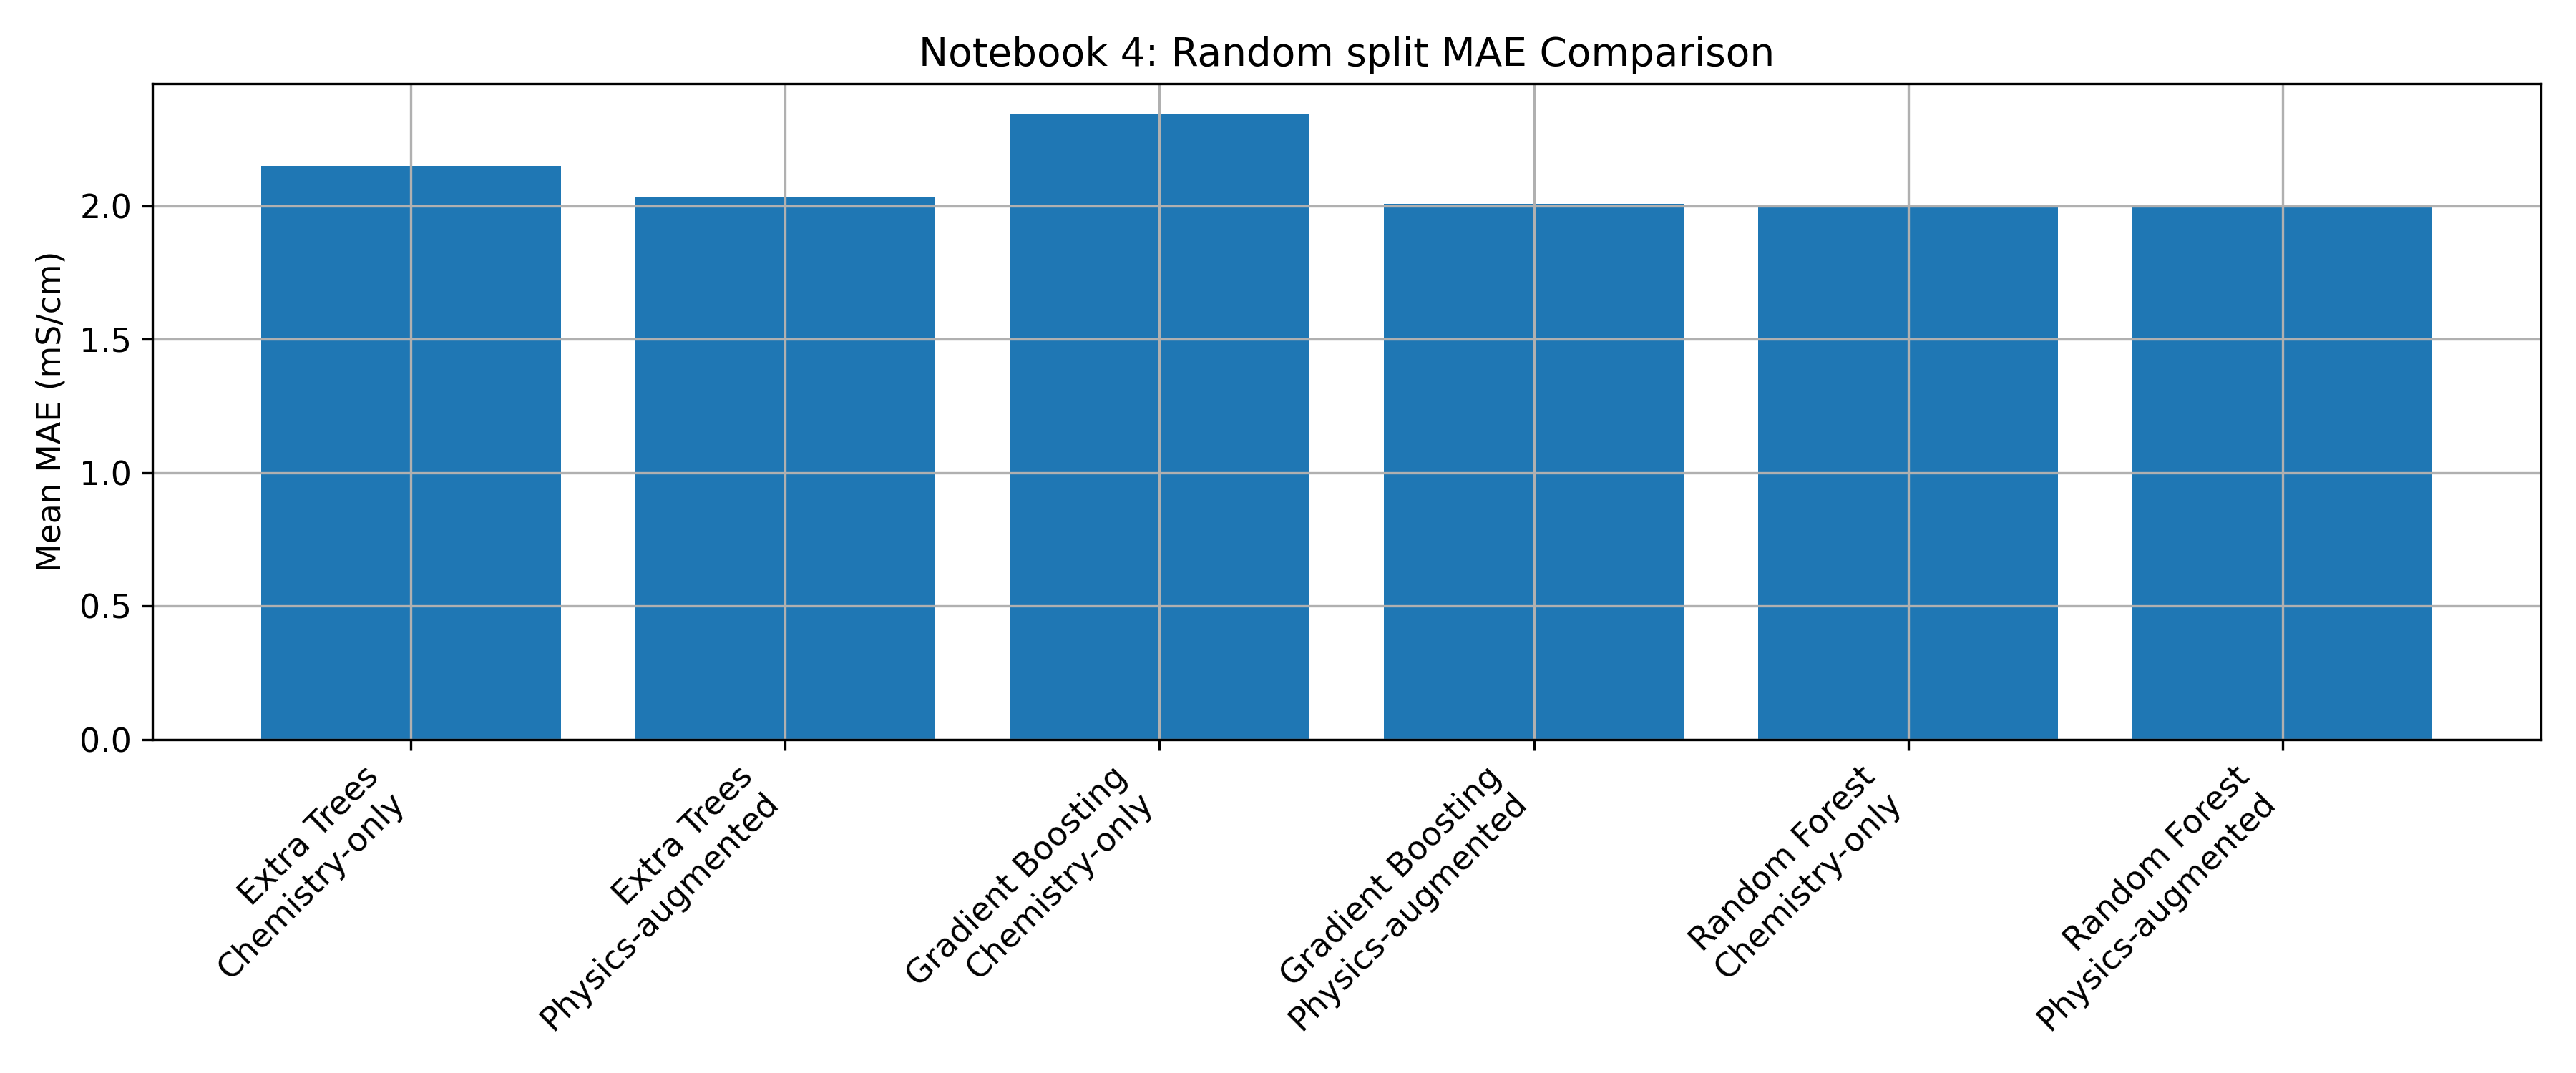 Notebook 4: Random split MAE Comparison
Mean MAE (mS/cm)
2.0
1.5
1.0
0.5
0.0
Extra Trees
Chemistry-only
Extra Trees
Physics-augmented
Gradient Boosting
Chemistry-only
Gradient Boosting
Physics-augmented
Random Forest
Chemistry-only
Random Forest
Physics-augmented